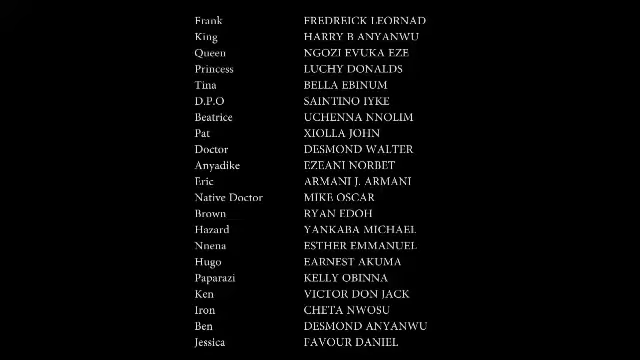 Frank FREDREICK LEORNAD
King HARRY B ANYANWU
Queen NGOZI EVUKA EZE
Princess LUCHY DONALDS
Tina BELLA EBINUM
D.P.O SAINTINO IYKE
Beatrice UCHENNA NNOLIM
Pat XIOLLA JOHN
Doctor DESMOND WALTER
Anyadike EZEANI NORBET
Eric ARMANI J. ARMANI
Native Doctor MIKE OSCAR
Brown RYAN EDOH
Hazard YANKABA MICHAEL
Nnena ESTHER EMMANUEL
Hugo EARNEST AKUMA
Paparazi KELLY OBINNA
Ken VICTOR DON JACK
Iron CHETA NWOSU
Ben DESMOND ANYANWU
Jessica FAVOUR DANIEL